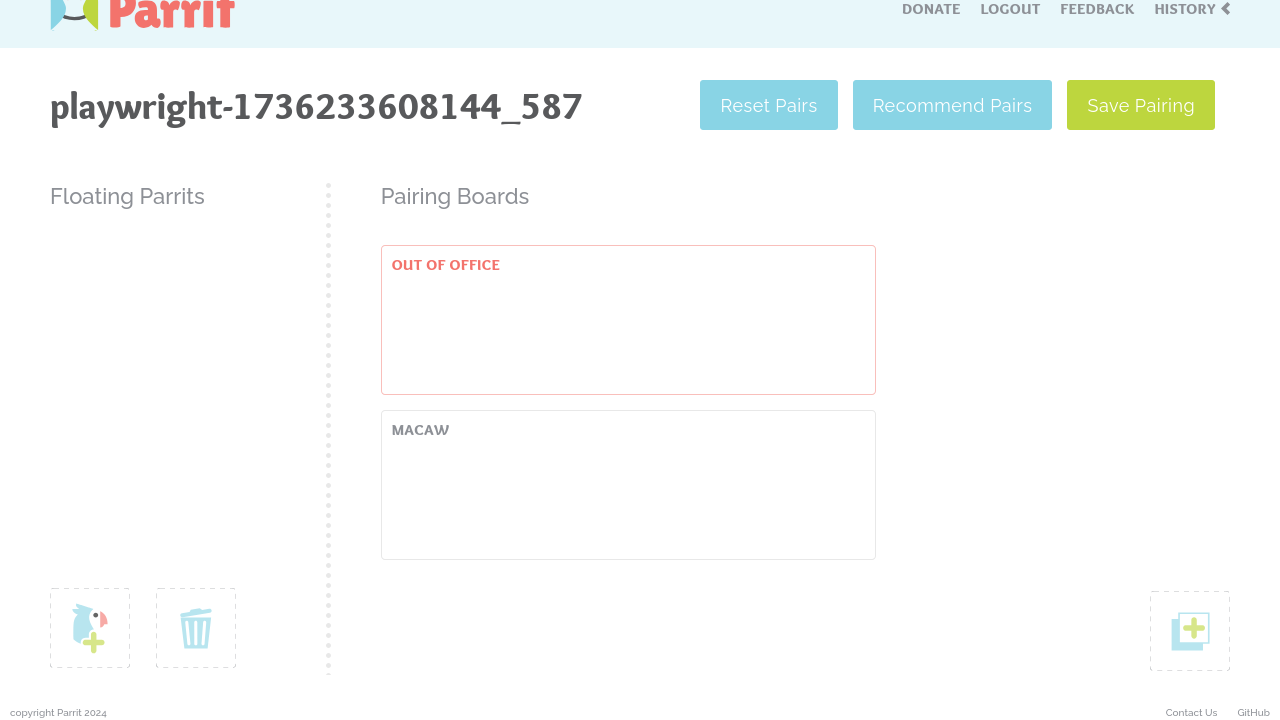 Parrit
DONATE LOGOUT FEEDBACK HISTORY
playwright-1736233608144_587
Reset Pairs Recommend Pairs Save Pairing
Floating Parrits
Pairing Boards
OUT OF OFFICE
MACAW
copyright Parrit 2024
Contact Us GitHub